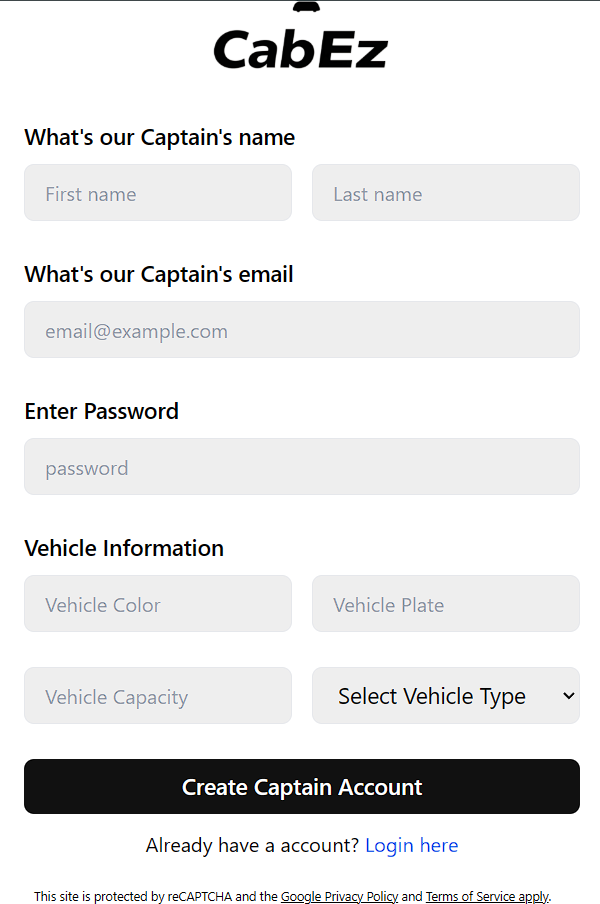 CabEz
What's our Captain's name
First name Last name
What's our Captain's email
email@example.com
Enter Password
password
Vehicle Information
Vehicle Color Vehicle Plate
Vehicle Capacity Select Vehicle Type
Create Captain Account
Already have a account? Login here
This site is protected by reCAPTCHA and the Google Privacy Policy and Terms of Service apply.